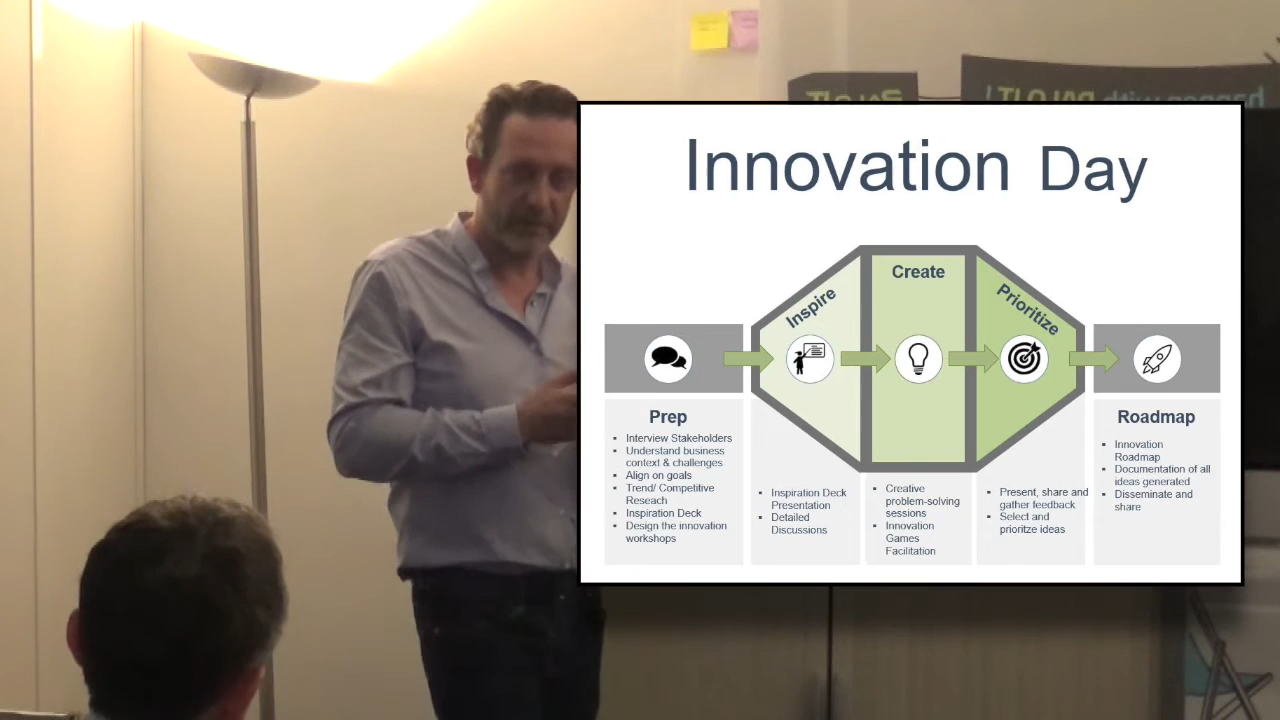 Innovation Day
Inspire
Create
Prioritize
Prep
▪ Interview Stakeholders
▪ Understand business
context & challenges
▪ Align on goals
▪ Trend/ Competitive
Reseach
▪ Inspiration Deck
▪ Design the innovation
workshops
▪ Inspiration Deck
Presentation
▪ Detailed
Discussions
▪ Creative
problem-solving
sessions
▪ Innovation
Games
Facilitation
▪ Present, share and
gather feedback
▪ Select and
prioritze ideas
Roadmap
▪ Innovation
Roadmap
▪ Documentation of all
ideas generated
▪ Disseminate and
share